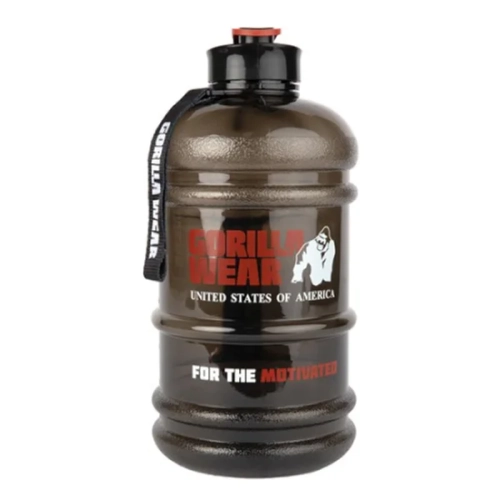 GORILLA WEAR
GORILLA
WEAR
UNITED STATES OF AMERICA
FOR THE MOTIVATED